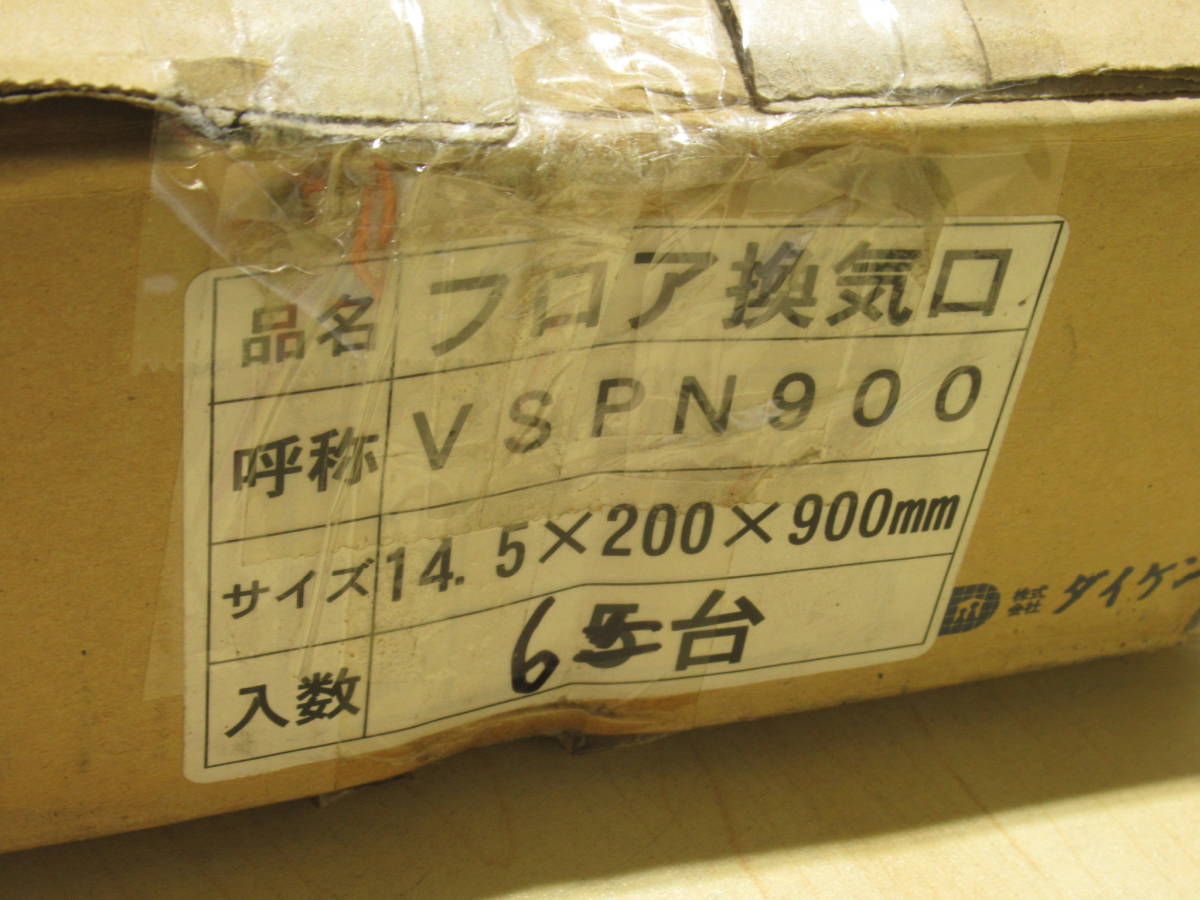 品名 フロア換気口
呼称 VSPN900
サイズ 14.5×200×900mm
入数 6台
株式会社 ダイケン